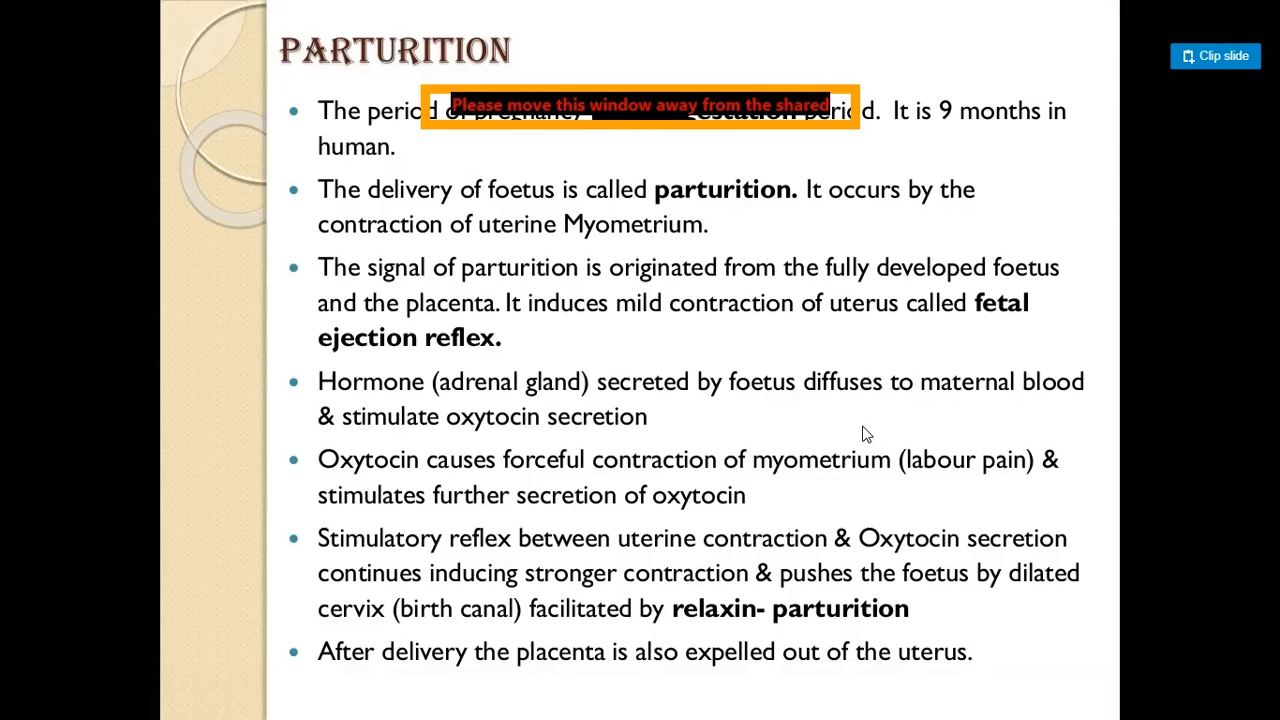 PARTURITION
Clip slide
Please move this window away from the shared
The period of pregnancy estation period. It is 9 months in
human.
The delivery of foetus is called parturition. It occurs by the
contraction of uterine Myometrium.
The signal of parturition is originated from the fully developed foetus
and the placenta. It induces mild contraction of uterus called fetal
ejection reflex.
Hormone (adrenal gland) secreted by foetus diffuses to maternal blood
& stimulate oxytocin secretion
Oxytocin causes forceful contraction of myometrium (labour pain) &
stimulates further secretion of oxytocin
Stimulatory reflex between uterine contraction & Oxytocin secretion
continues inducing stronger contraction & pushes the foetus by dilated
cervix (birth canal) facilitated by relaxin- parturition
After delivery the placenta is also expelled out of the uterus.